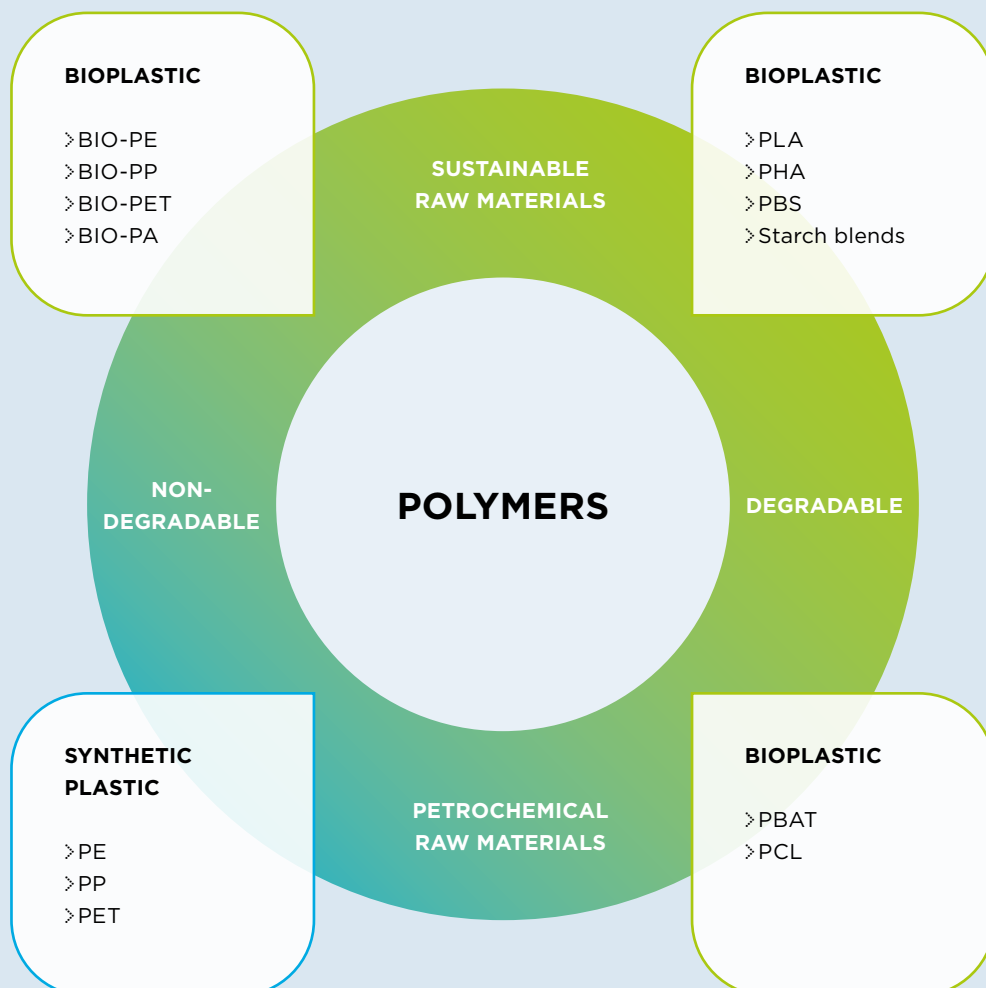 BIOPLASTIC
> BIO-PE
> BIO-PP
> BIO-PET
> BIO-PA
SUSTAINABLE
RAW MATERIALS
BIOPLASTIC
> PLA
> PHA
> PBS
> Starch blends
NON-
DEGRADABLE
POLYMERS
DEGRADABLE
SYNTHETIC
PLASTIC
> PE
> PP
> PET
PETROCHEMICAL
RAW MATERIALS
BIOPLASTIC
> PBAT
> PCL